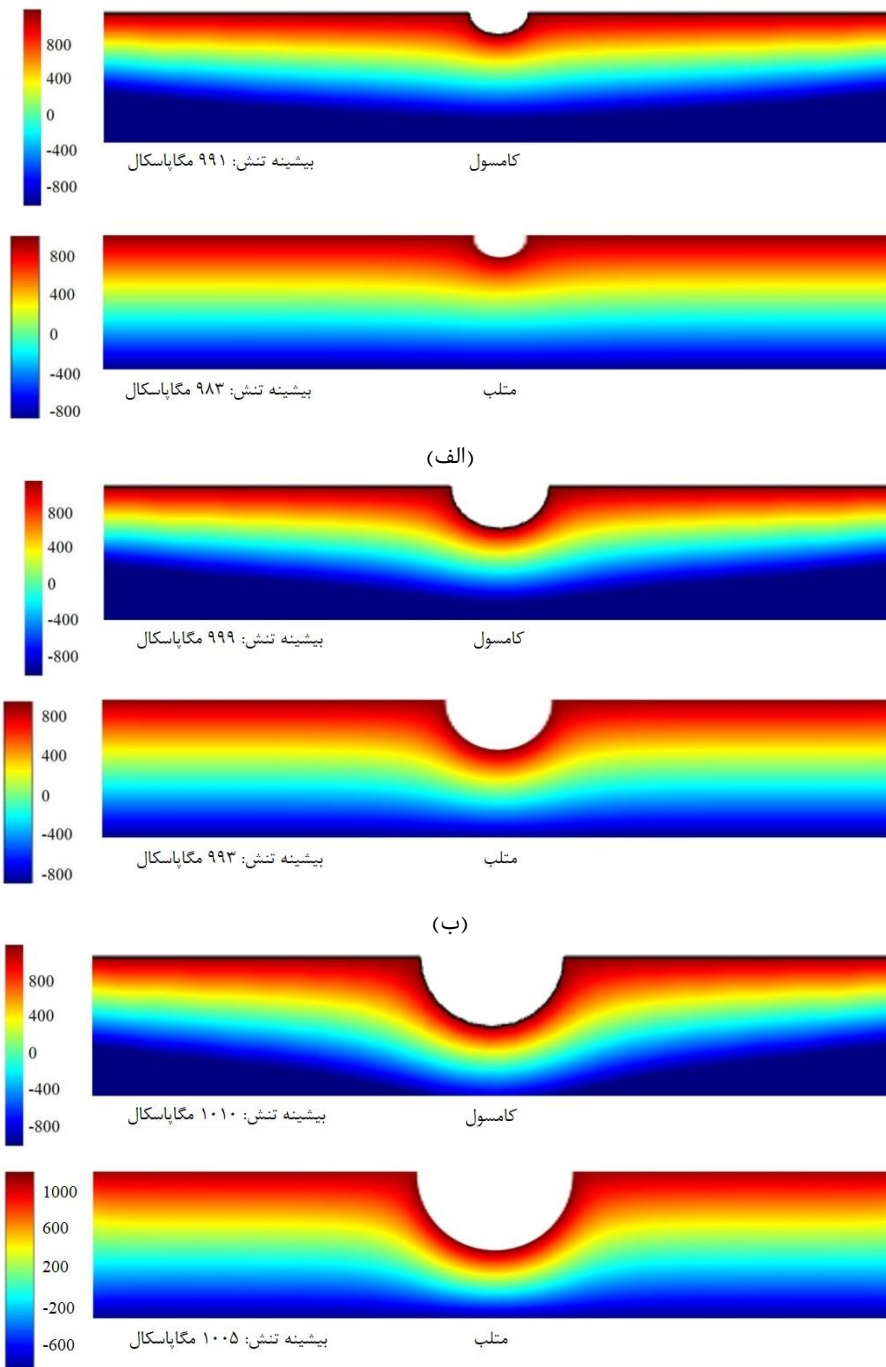 800
400
0
-400
-800
بیشینه تنش: ۹۹۱ مگاپاسکال
کامسول
800
400
0
-400
-800
بیشینه تنش: ۹۸۳ مگاپاسکال
متلب
(الف)
800
400
0
-400
-800
بیشینه تنش: ۹۹۹ مگاپاسکال
کامسول
800
400
0
-400
-800
بیشینه تنش: ۹۹۳ مگاپاسکال
متلب
(ب)
800
400
0
-400
-800
بیشینه تنش: ۱۰۱۰ مگاپاسکال
کامسول
1000
600
200
-200
-600
بیشینه تنش: ۱۰۰۵ مگاپاسکال
متلب